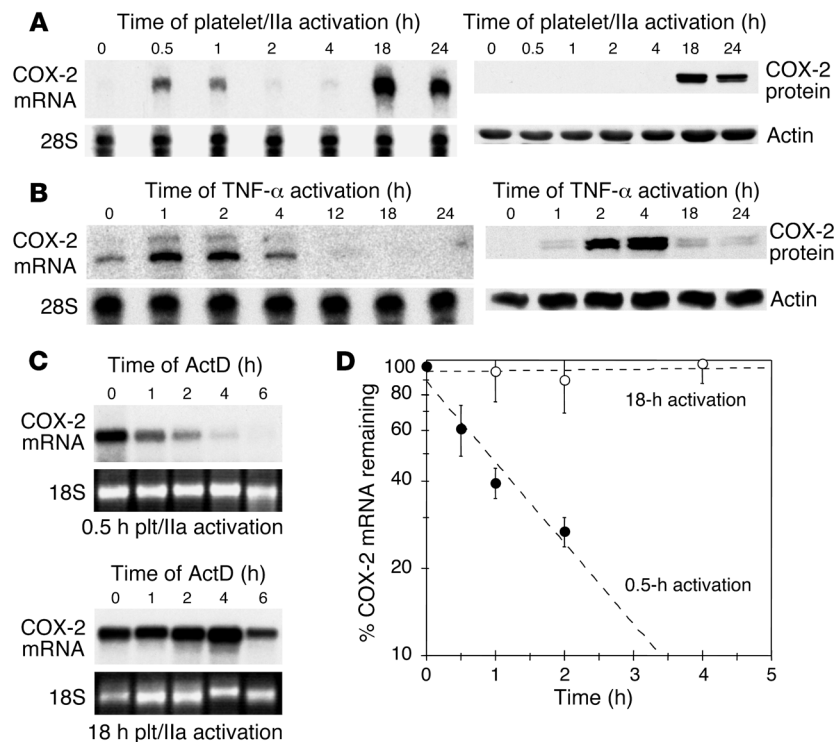 A
Time of platelet/IIa activation (h)
0 0.5 1 2 4 18 24
COX-2
mRNA
28S
Time of platelet/IIa activation (h)
0 0.5 1 2 4 18 24
COX-2
protein
Actin
B
Time of TNF-α activation (h)
0 1 2 4 12 18 24
COX-2
mRNA
28S
Time of TNF-α activation (h)
0 1 2 4 18 24
COX-2
protein
Actin
C
Time of ActD (h)
0 1 2 4 6
COX-2
mRNA
18S
0.5 h plt/IIa activation
Time of ActD (h)
0 1 2 4 6
COX-2
mRNA
18S
18 h plt/IIa activation
D
% COX-2 mRNA remaining
100
80
60
40
20
10
18-h activation
0.5-h activation
0 1 2 3 4 5
Time (h)